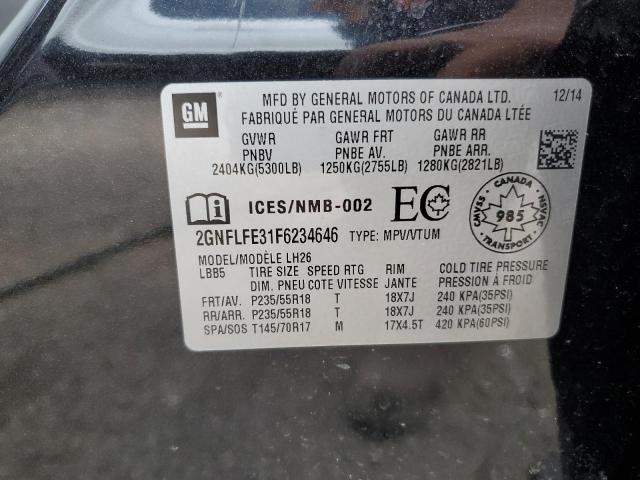 GM
MFD BY GENERAL MOTORS OF CANADA LTD. 12/14
FABRIQUÉ PAR GENERAL MOTORS DU CANADA LTÉE
GVWR GAWR FRT GAWR RR
PNBV PNBE AV. PNBE ARR.
2404KG(5300LB) 1250KG(2755LB) 1280KG(2821LB)
ICES/NMB-002 EC
CANADA
CMVSS 985 NSVAC
TRANSPORT
2GNFLFE31F6234646 TYPE: MPV/VTUM
MODEL/MODÈLE LH26
LBB5 TIRE SIZE SPEED RTG RIM COLD TIRE PRESSURE
DIM. PNEU COTE VITESSE JANTE PRESSION À FROID
FRT/AV. P235/55R18 T 18X7J 240 KPA(35PSI)
RR/ARR. P235/55R18 T 18X7J 240 KPA(35PSI)
SPA/SOS T145/70R17 M 17X4.5T 420 KPA(60PSI)